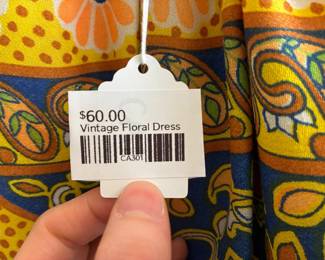 $60.00
Vintage Floral Dress
CA301